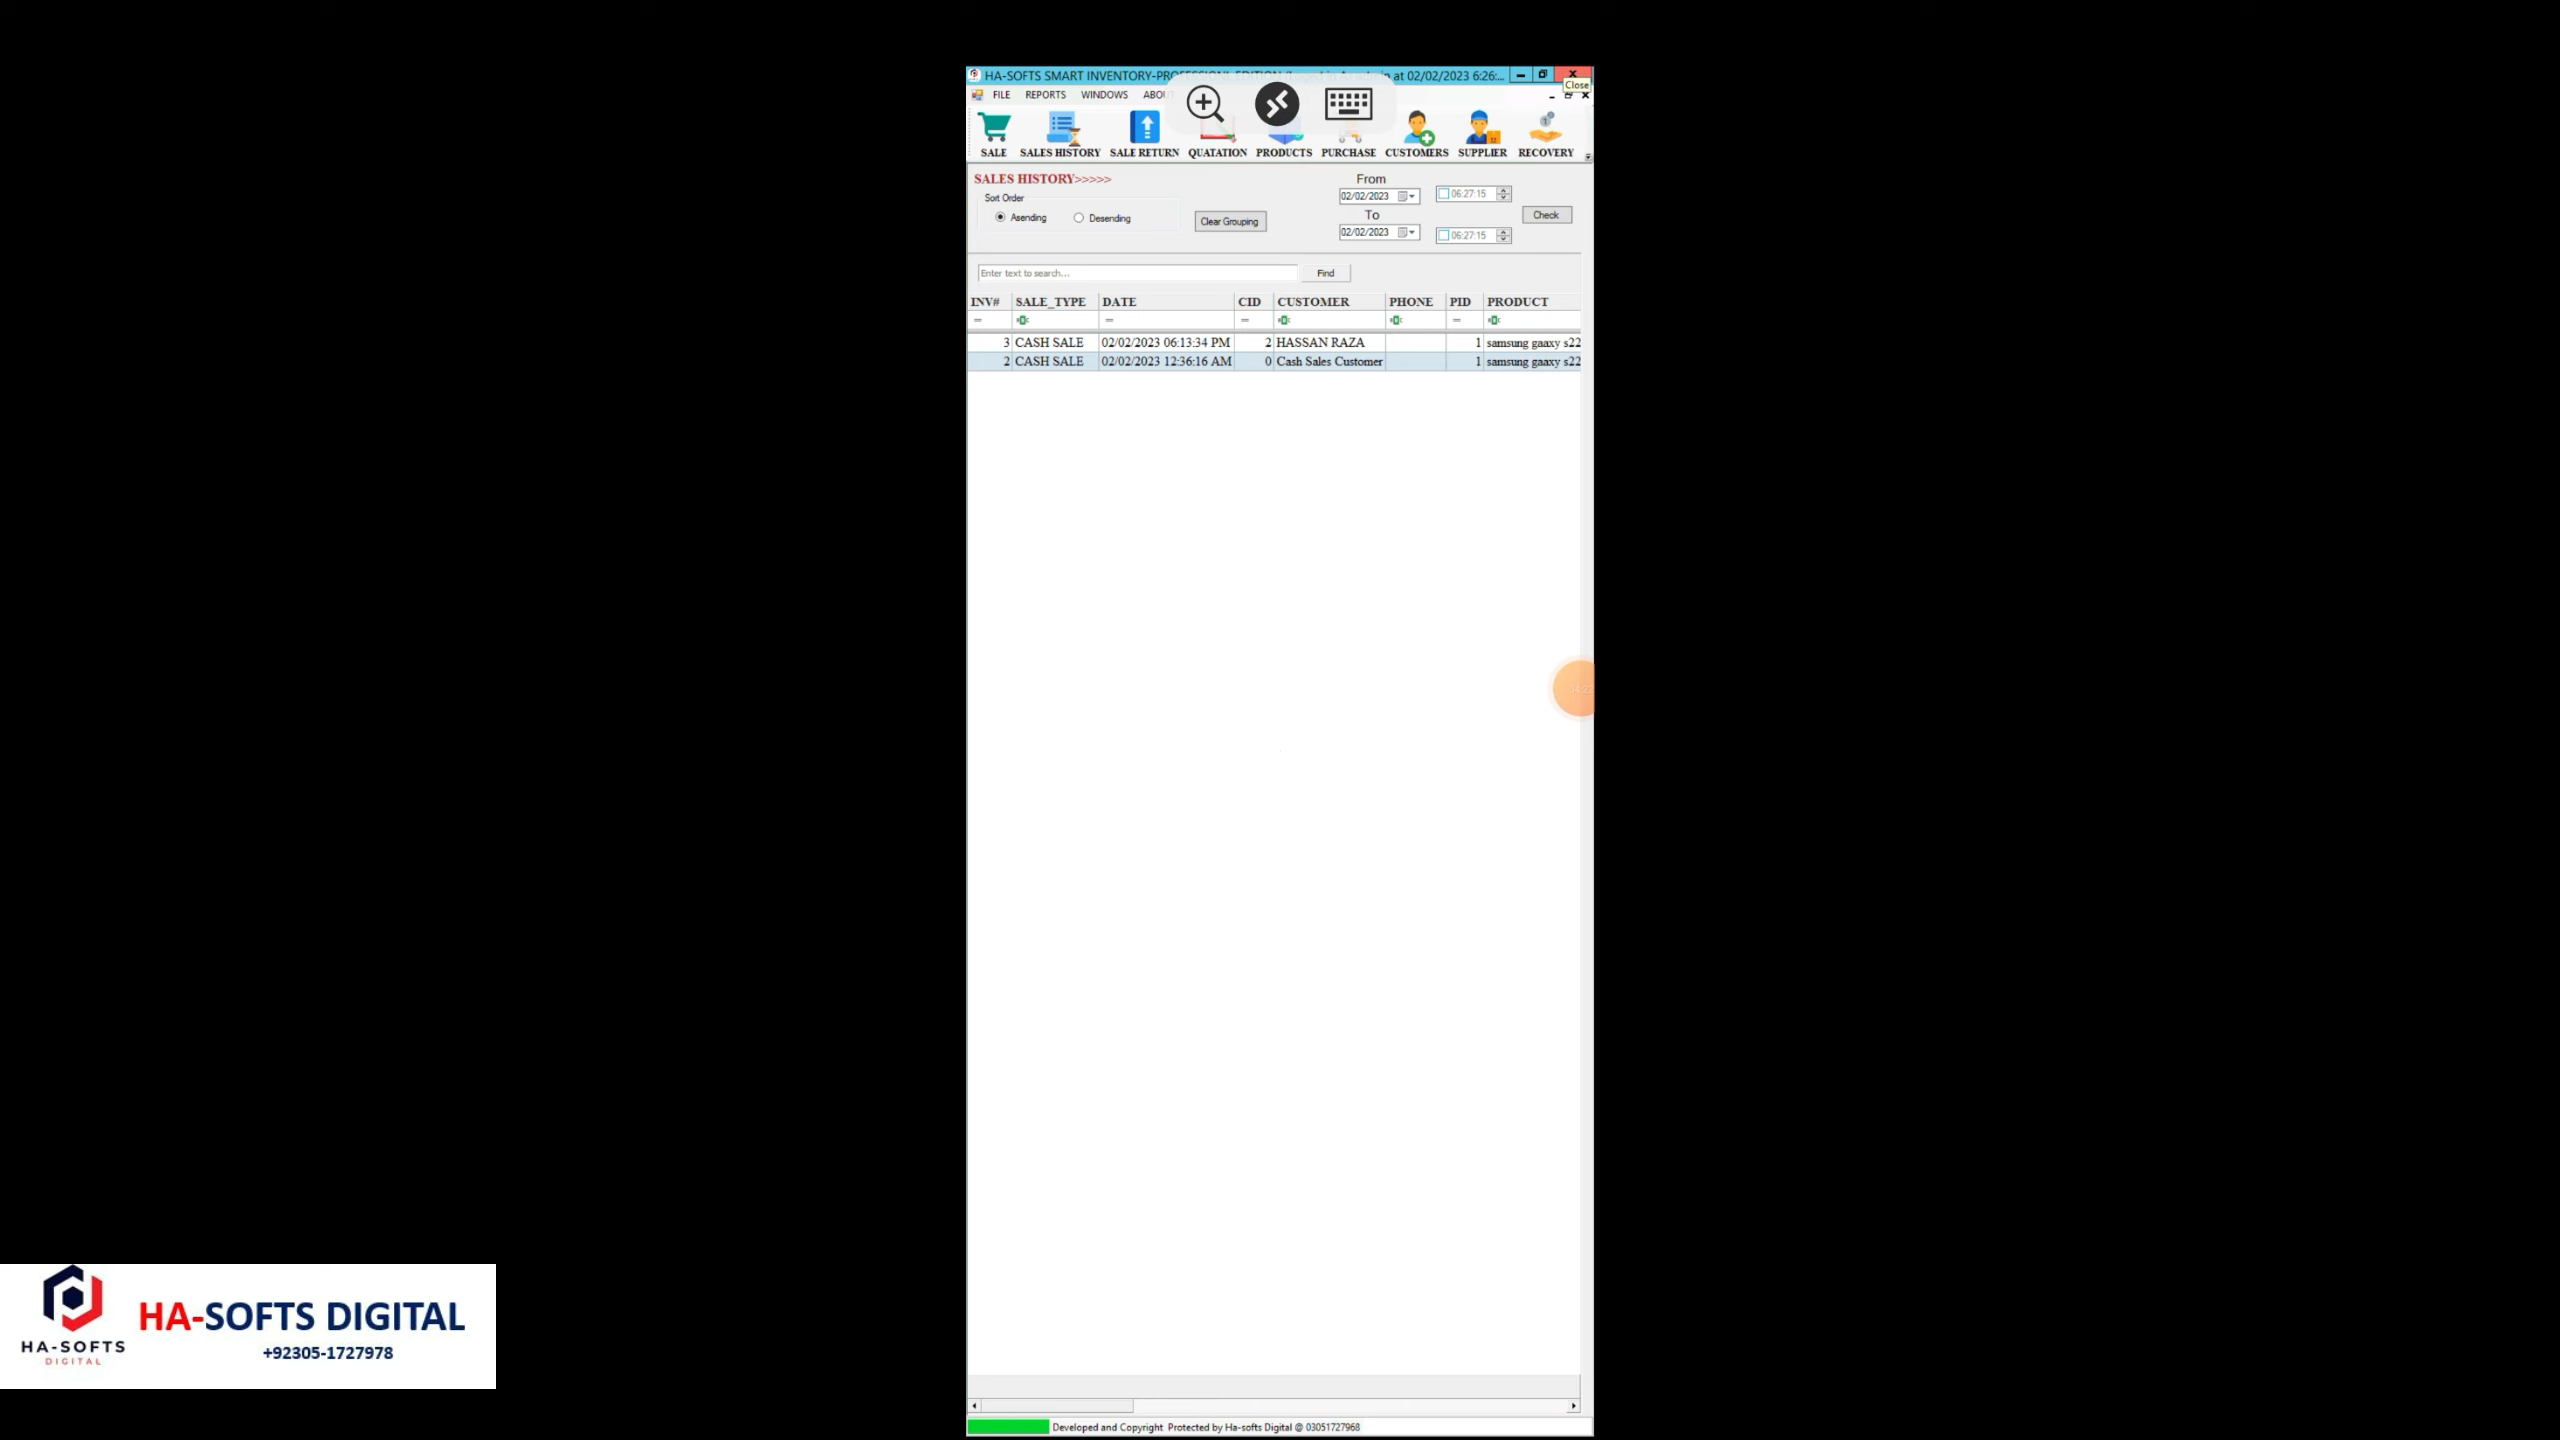 HA-SOFTS SMART INVENTORY-PROFESSIONL EDITION at 02/02/2023 6:26:...
Close
FILE REPORTS WINDOWS ABOU
SALE SALES HISTORY SALE RETURN QUATATION PRODUCTS PURCHASE CUSTOMERS SUPPLIER RECOVERY
SALES HISTORY>>>>>
Sort Order
Asending Desending
Clear Grouping
From
02/02/2023 06:27:15
To
02/02/2023 06:27:15
Check
Enter text to search... Find
INV# SALE_TYPE DATE CID CUSTOMER PHONE PID PRODUCT
= = = =
3 CASH SALE 02/02/2023 06:13:34 PM 2 HASSAN RAZA 1 samsung gaaxy s22
2 CASH SALE 02/02/2023 12:36:16 AM 0 Cash Sales Customer 1 samsung gaaxy s22
HA-SOFTS DIGITAL
+92305-1727978
HA-SOFTS
DIGITAL
Developed and Copyright Protected by Ha-softs Digital @ 03051727968